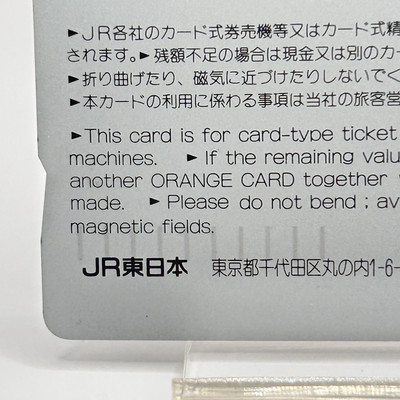 ►JR各社のカード式券売機等又はカード式精
されます。►残額不足の場合は現金又は別のカー
►折り曲げたり、磁気に近づけたりしないでく
►本カードの利用に係わる事項は当社の旅客営
►This card is for card-type ticket
machines. ►If the remaining valu
another ORANGE CARD together
made. ►Please do not bend; av
magnetic fields.
JR東日本 東京都千代田区丸の内1-6-